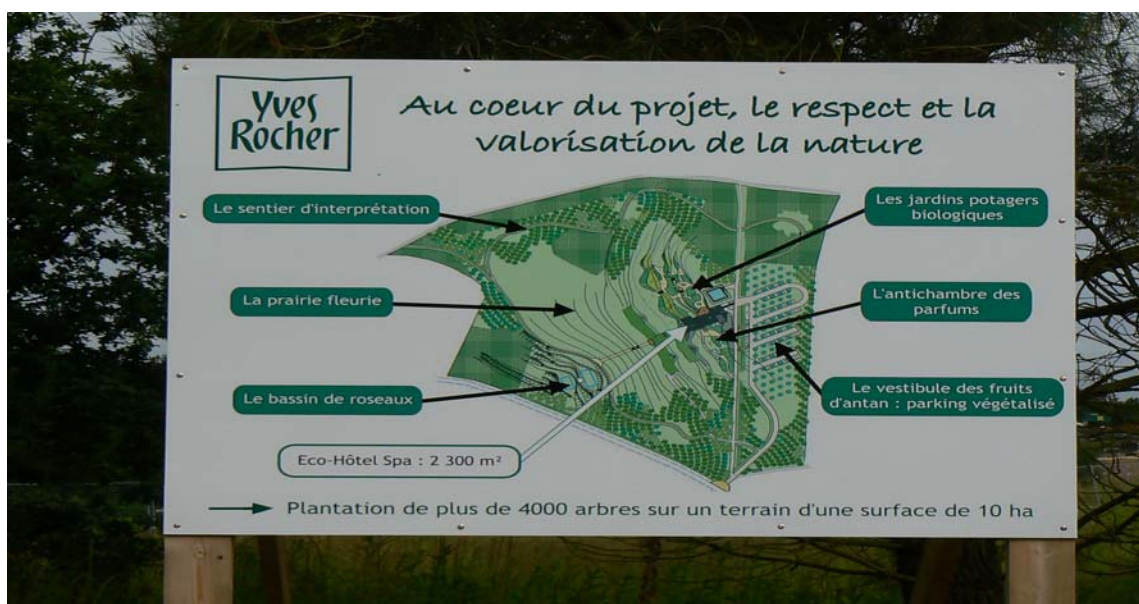 Yves
Rocher
Au coeur du projet, le respect et la
valorisation de la nature
Le sentier d'interprétation
Les jardins potagers
biologiques
La prairie fleurie
L'antichambre des
parfums
Le bassin de roseaux
Le vestibule des fruits
d'antan : parking végétalisé
Eco-Hôtel Spa : 2 300 m²
Plantation de plus de 4000 arbres sur un terrain d'une surface de 10 ha